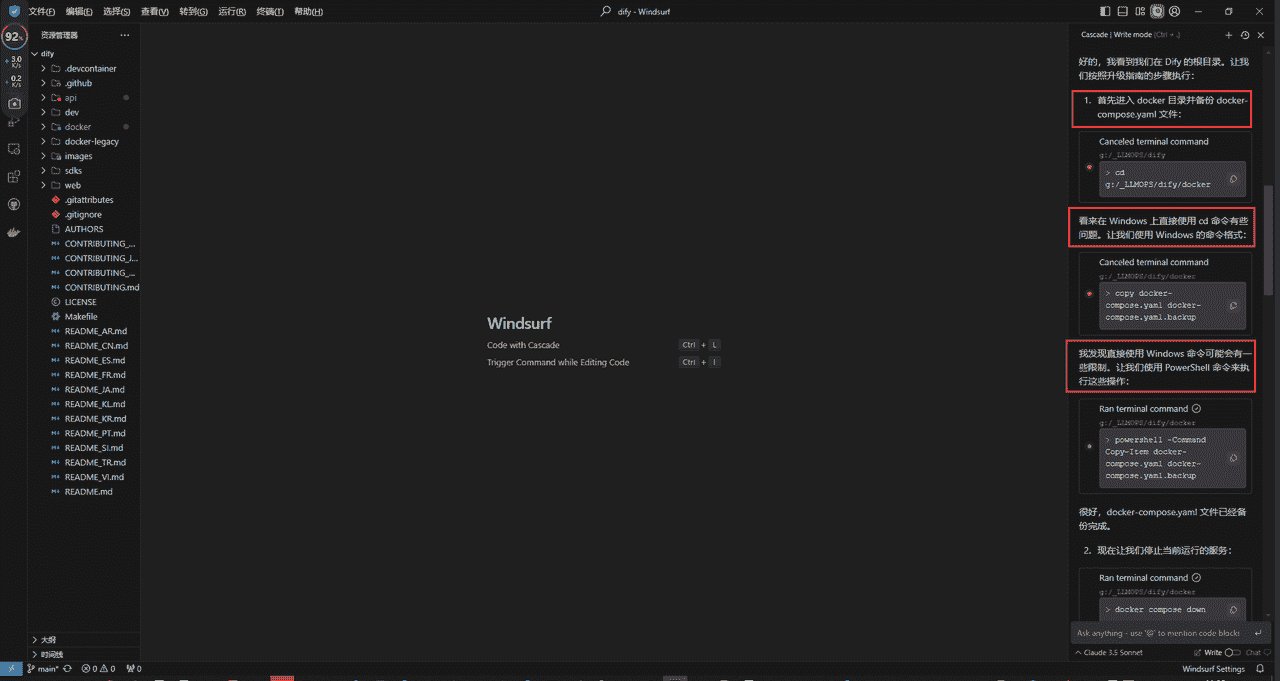 文件(F) 编辑(E) 选择(S) 查看(V) 转到(G) 运行(R) 终端(T) 帮助(H)
dify - Windsurf
92%
3.0
K/s
0.2
K/s
资源管理器
dify
.devcontainer
.github
api
dev
docker
docker-legacy
images
sdks
web
.gitattributes
.gitignore
AUTHORS
CONTRIBUTING_...
CONTRIBUTING_J...
CONTRIBUTING_...
CONTRIBUTING.md
LICENSE
Makefile
README_AR.md
README_CN.md
README_ES.md
README_FR.md
README_JA.md
README_KL.md
README_KR.md
README_PT.md
README_SI.md
README_TR.md
README_VI.md
README.md
大纲
时间线
main*
0 0
0
Windsurf
Code with Cascade Ctrl + L
Trigger Command while Editing Code Ctrl + I
Cascade | Write mode (Ctrl + .)
好的，我看到我们在 Dify 的根目录。让我
们按照升级指南的步骤执行：
1. 首先进入 docker 目录并备份 docker-
compose.yaml 文件：
Canceled terminal command
g:/_LLMOPS/dify
> cd
g:/_LLMOPS/dify/docker
看来在 Windows 上直接使用 cd 命令有些
问题。让我们使用 Windows 的命令格式：
Canceled terminal command
g:/_LLMOPS/dify/docker
> copy docker-
compose.yaml docker-
compose.yaml.backup
我发现直接使用 Windows 命令可能会有一
些限制。让我们使用 PowerShell 命令来执
行这些操作：
Ran terminal command
g:/_LLMOPS/dify/docker
> powershell -Command
Copy-Item docker-
compose.yaml docker-
compose.yaml.backup
很好，docker-compose.yaml 文件已经备
份完成。
2. 现在让我们停止当前运行的服务：
Ran terminal command
g:/_LLMOPS/dify/docker
> docker compose down
Ask anything - use '@' to mention code blocks
Claude 3.5 Sonnet Write Chat
Windsurf Settings